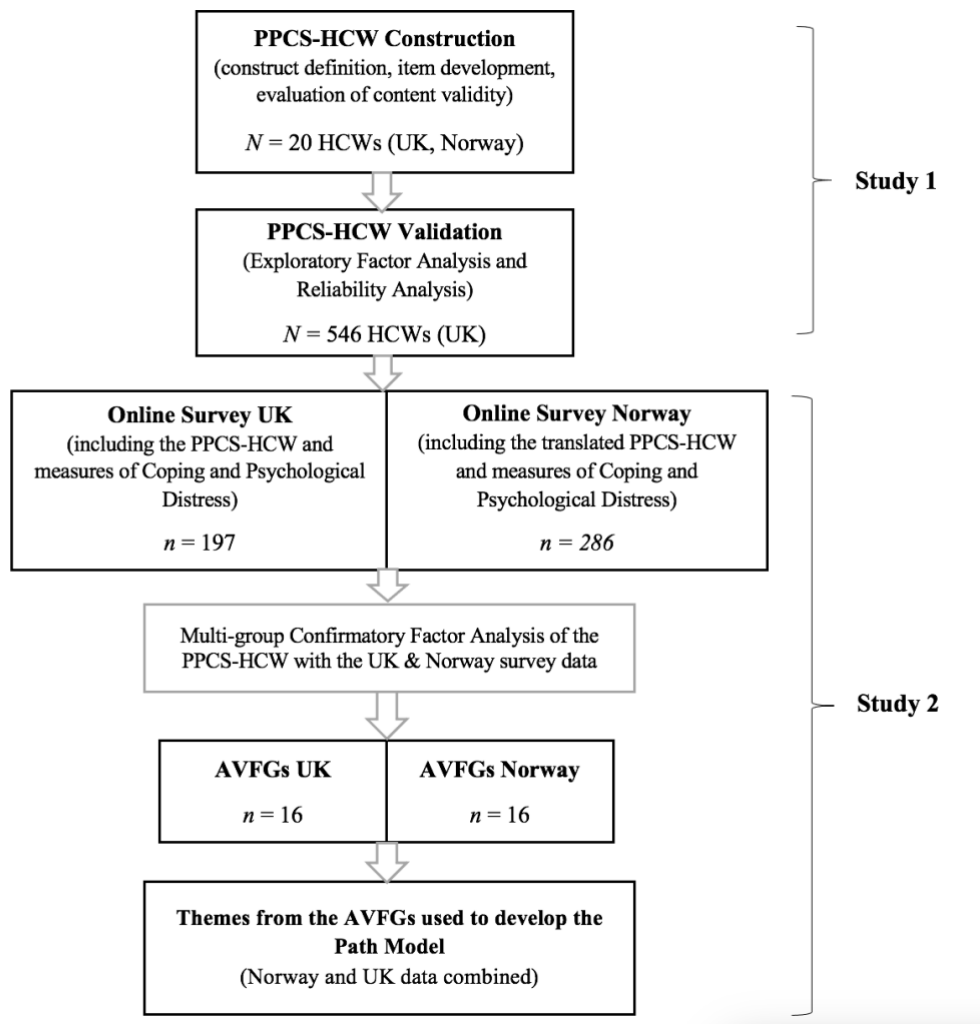 PPCS-HCW Construction
(construct definition, item development,
evaluation of content validity)
N = 20 HCWs (UK, Norway)
Study 1
PPCS-HCW Validation
(Exploratory Factor Analysis and
Reliability Analysis)
N = 546 HCWs (UK)
Online Survey UK
(including the PPCS-HCW and
measures of Coping and Psychological
Distress)
n = 197
Online Survey Norway
(including the translated PPCS-HCW
and measures of Coping and
Psychological Distress)
n = 286
Multi-group Confirmatory Factor Analysis of the
PPCS-HCW with the UK & Norway survey data
Study 2
AVFGs UK
n = 16
AVFGs Norway
n = 16
Themes from the AVFGs used to develop the
Path Model
(Norway and UK data combined)